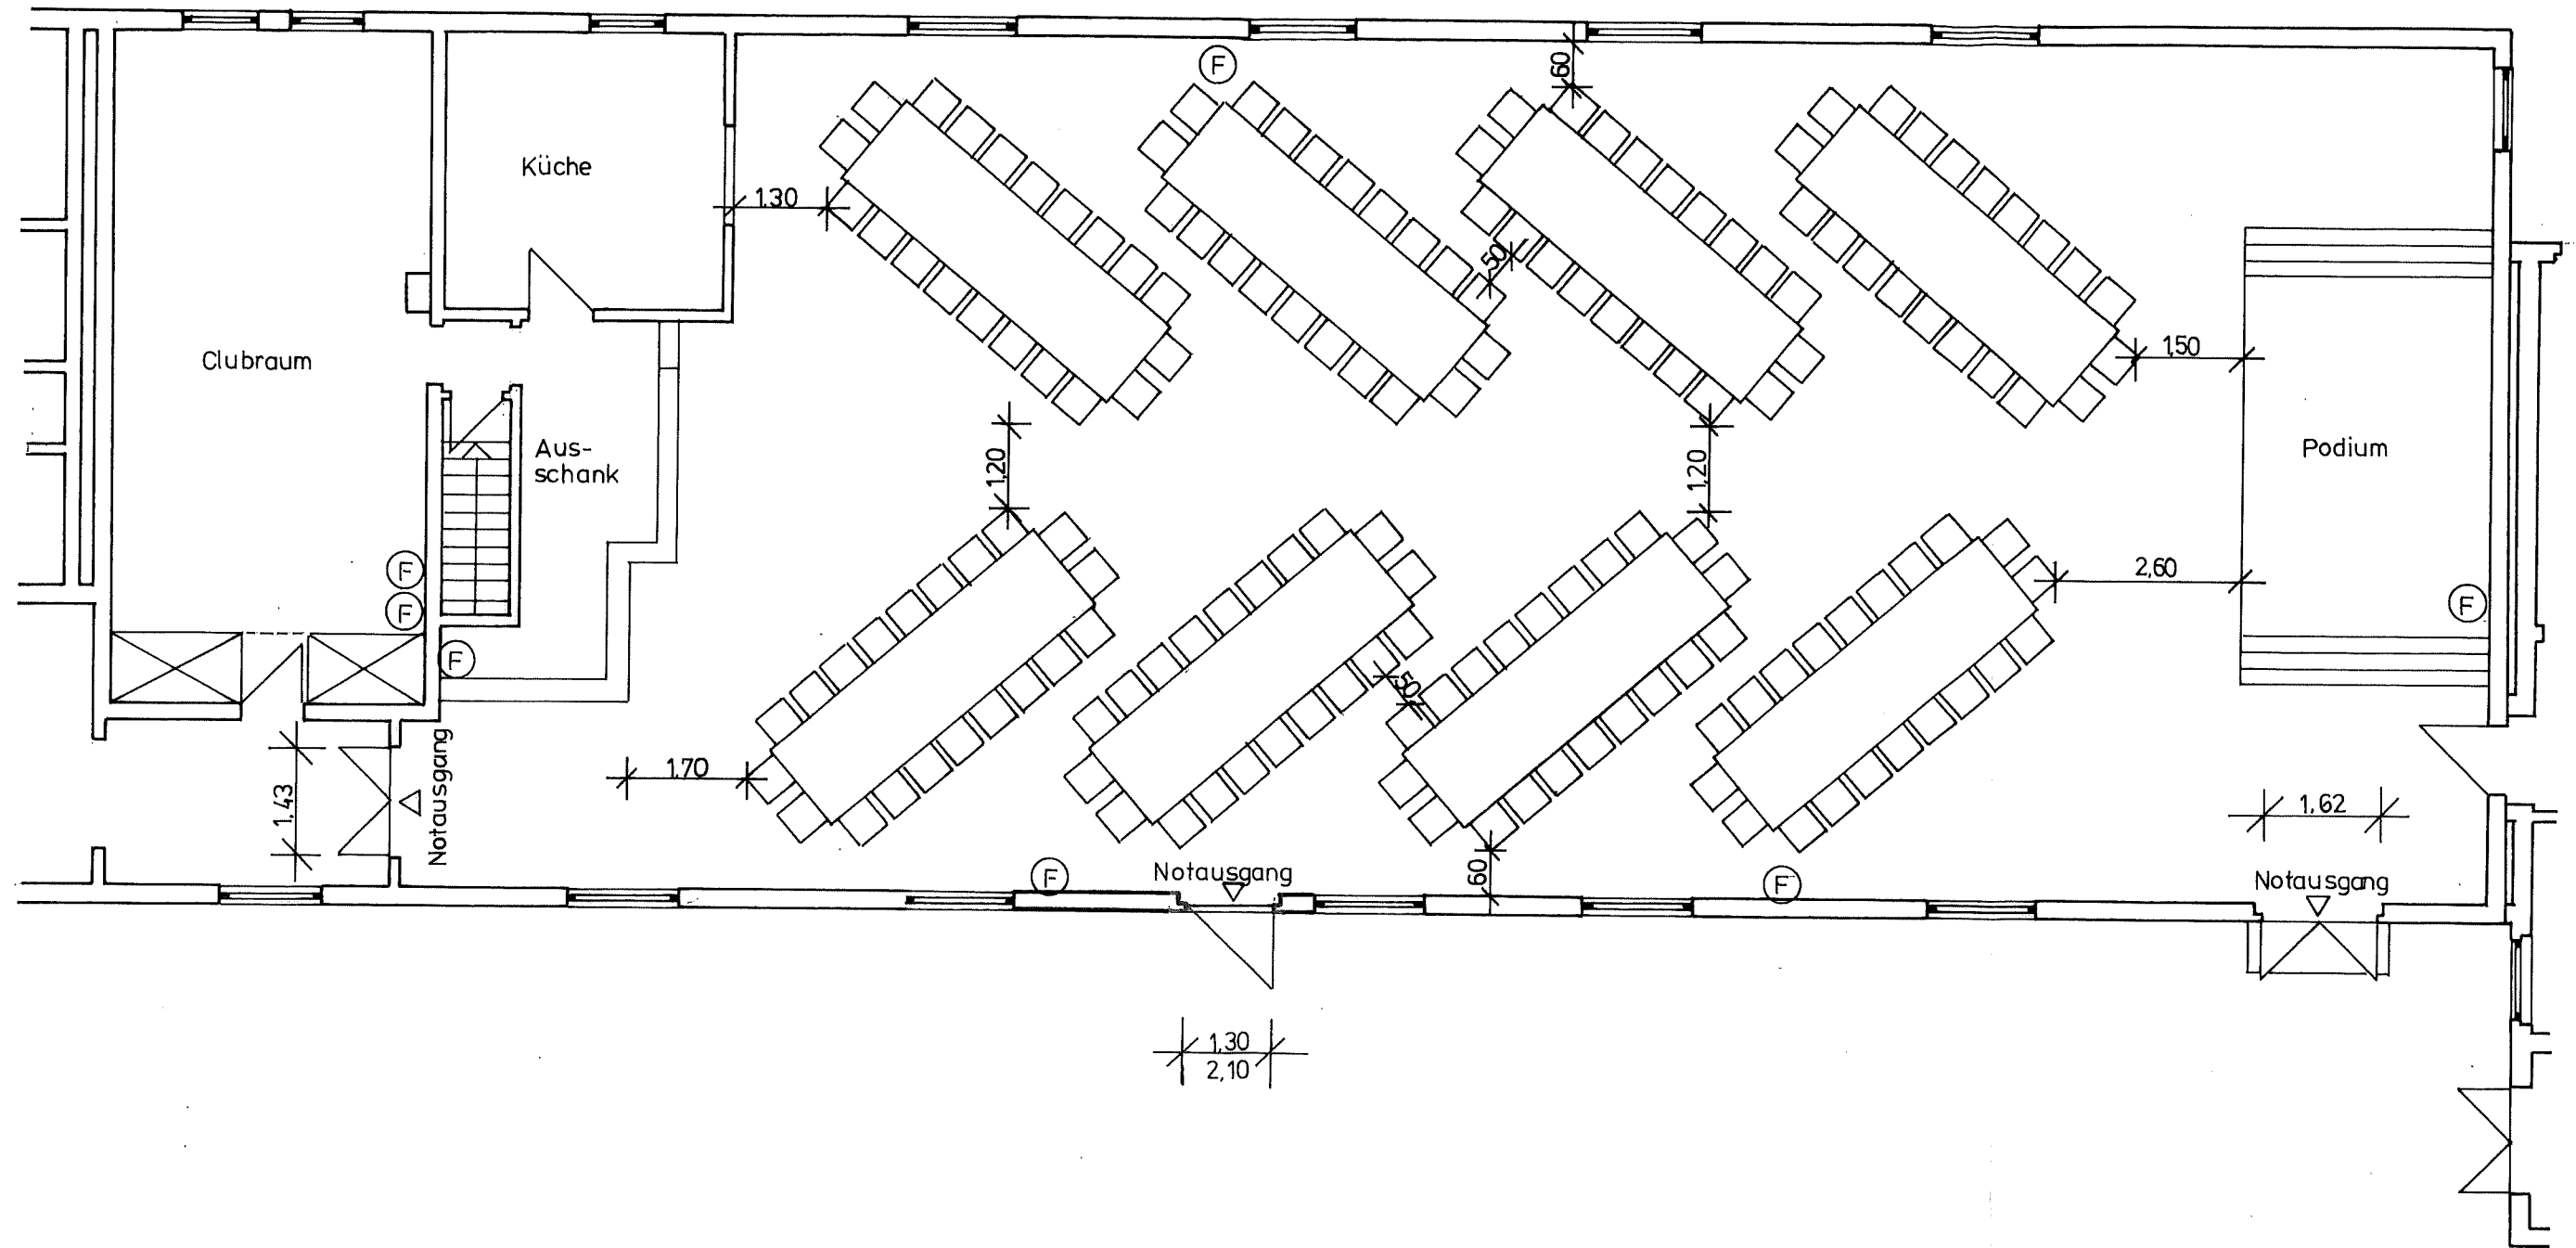 F
60
Küche
1.30
50
Clubraum
1,50
Aus-
schank
1,20
1,20
Podium
F
F
F
2,60
F
50
1,43
Notausgang
1.70
60
1,62
F
Notausgang
F
Notausgang
1,30
2,10